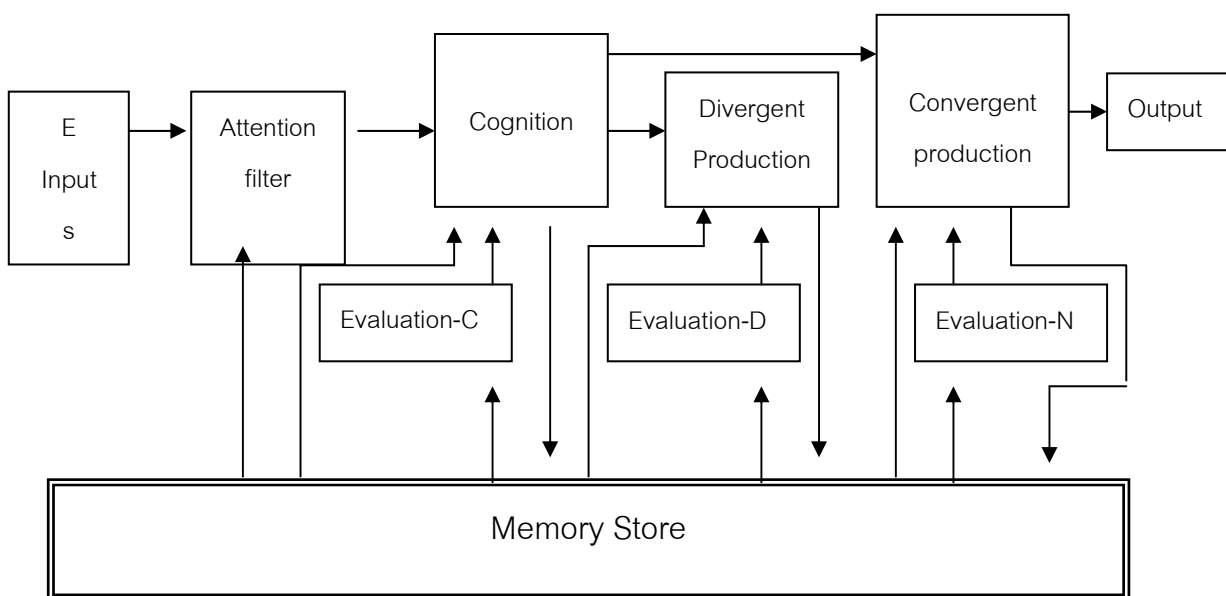 E
Input
s
Attention
filter
Cognition
Divergent
Production
Convergent
production
Output
Evaluation-C
Evaluation-D
Evaluation-N
Memory Store